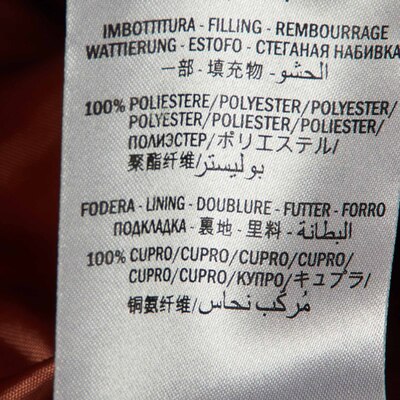 IMBOTTITURA - FILLING - REMBOURRAGE
WATTIERUNG - ESTOFO - СТЕГАНАЯ НАБИВКА
一部 - 填充物 - الحشو
100% POLIESTERE/POLYESTER/POLYESTER/
POLYESTER/POLIESTER/POLIESTER/
ПОЛИЭСТЕР/ポリエステル/
聚酯纤维/بوليستر
FODERA - LINING - DOUBLURE - FUTTER - FORRO
ПОДКЛАДКА - 裏地 - 里料 - البطانة
100% CUPRO/CUPRO/CUPRO/CUPRO/
CUPRO/CUPRO/КУПРО/キュプラ/
铜氨纤维/مُركّب نحاس